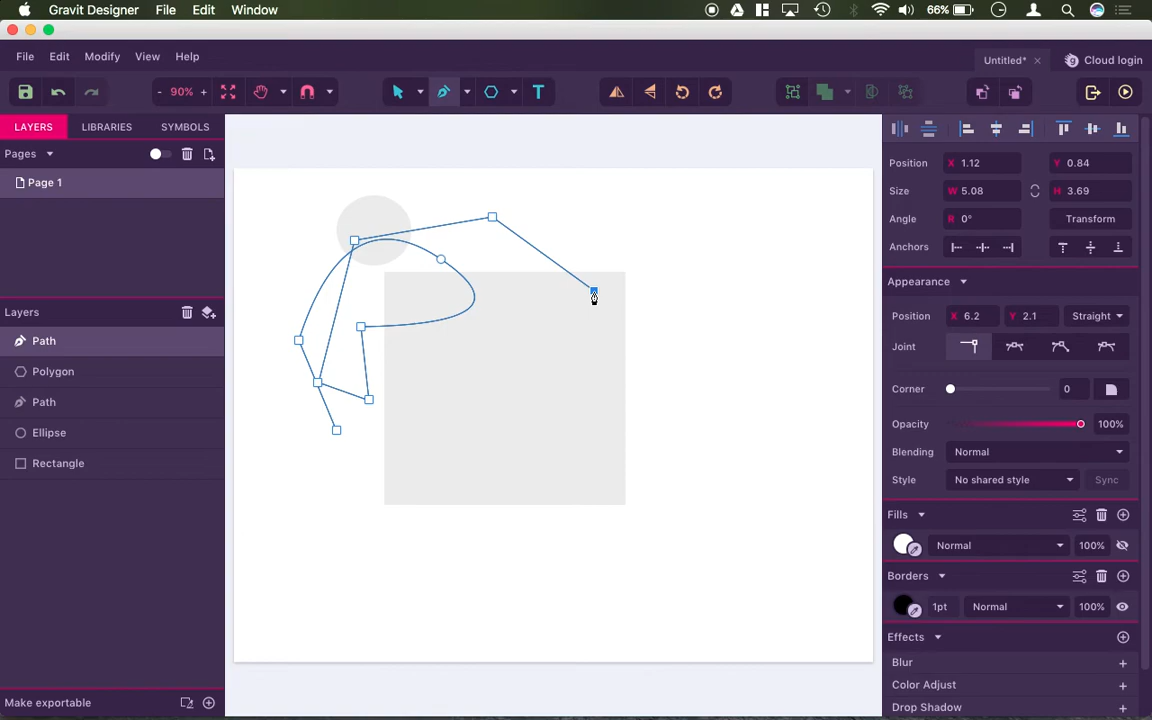 Gravit Designer File Edit Window 66%
File Edit Modify View Help Untitled* × Cloud login
- 90% + T
LAYERS LIBRARIES SYMBOLS
Pages
Page 1
Layers
Path
Polygon
Path
Ellipse
Rectangle
Make exportable
Position X 1.12 Y 0.84
Size W 5.08 H 3.69
Angle R 0° Transform
Anchors
Appearance
Position X 6.2 Y 2.1 Straight
Joint
Corner 0
Opacity 100%
Blending Normal
Style No shared style Sync
Fills
Normal 100%
Borders
1pt Normal 100%
Effects
Blur +
Color Adjust +
Drop Shadow +